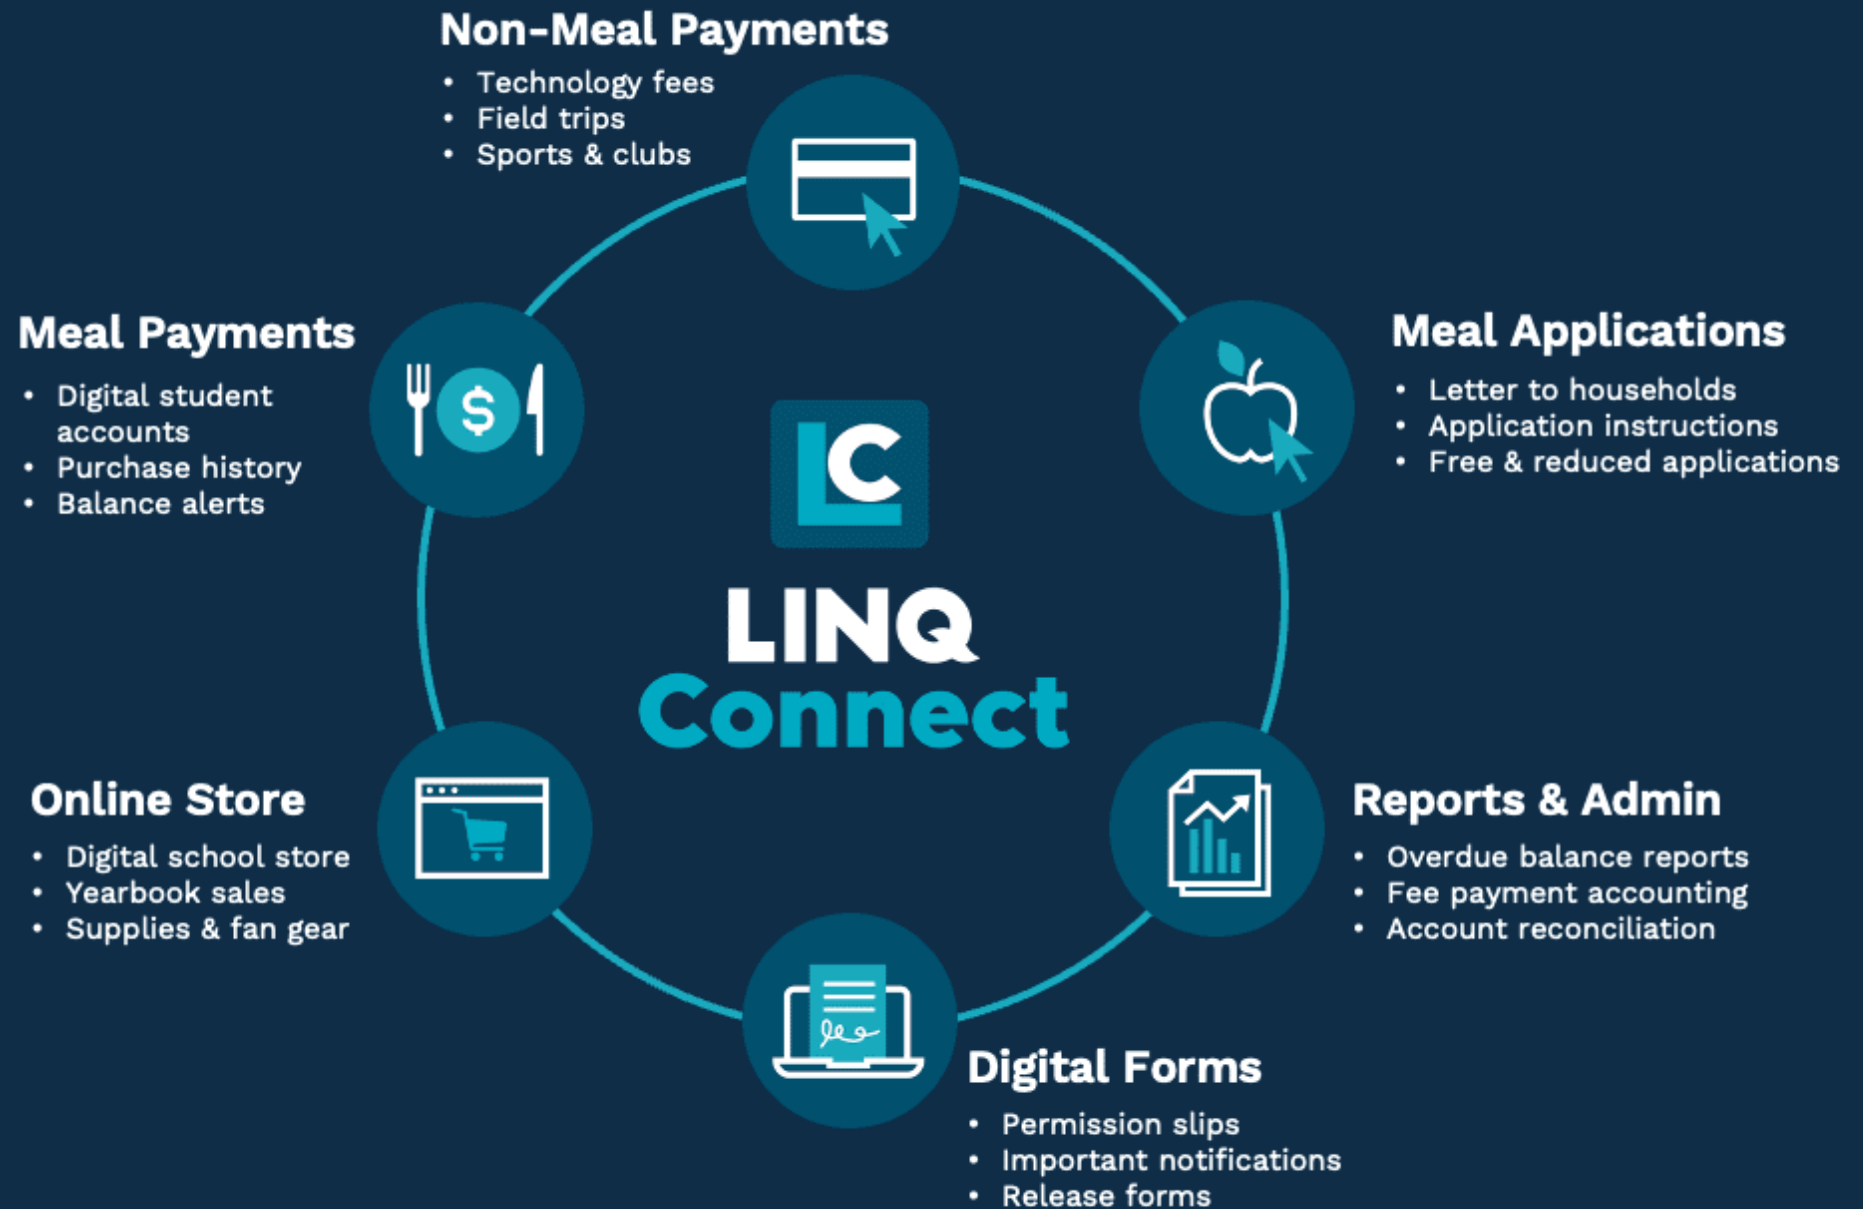 Non-Meal Payments
• Technology fees
• Field trips
• Sports & clubs
Meal Applications
• Letter to households
• Application instructions
• Free & reduced applications
Reports & Admin
• Overdue balance reports
• Fee payment accounting
• Account reconciliation
Digital Forms
• Permission slips
• Important notifications
• Release forms
Online Store
• Digital school store
• Yearbook sales
• Supplies & fan gear
Meal Payments
• Digital student
accounts
• Purchase history
• Balance alerts
$
LC
LINQ
Connect